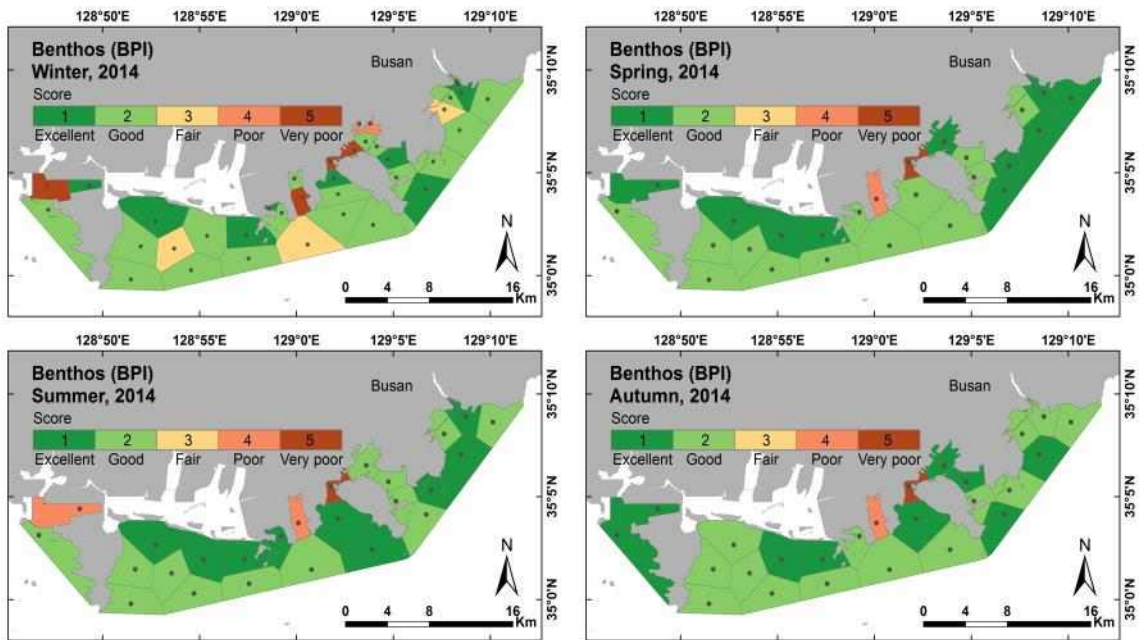 128°50'E 128°55'E 129°0'E 129°5'E 129°10'E
Benthos (BPI)
Winter, 2014
Busan
Score
1 2 3 4 5
Excellent Good Fair Poor Very poor
N
0 4 8 16
Km
35°10'N
35°5'N
35°0'N
128°50'E 128°55'E 129°0'E 129°5'E 129°10'E
Benthos (BPI)
Spring, 2014
Busan
Score
1 2 3 4 5
Excellent Good Fair Poor Very poor
N
0 4 8 16
Km
35°10'N
35°5'N
35°0'N
128°50'E 128°55'E 129°0'E 129°5'E 129°10'E
Benthos (BPI)
Summer, 2014
Busan
Score
1 2 3 4 5
Excellent Good Fair Poor Very poor
N
0 4 8 16
Km
35°10'N
35°5'N
35°0'N
128°50'E 128°55'E 129°0'E 129°5'E 129°10'E
Benthos (BPI)
Autumn, 2014
Busan
Score
1 2 3 4 5
Excellent Good Fair Poor Very poor
N
0 4 8 16
Km
35°10'N
35°5'N
35°0'N